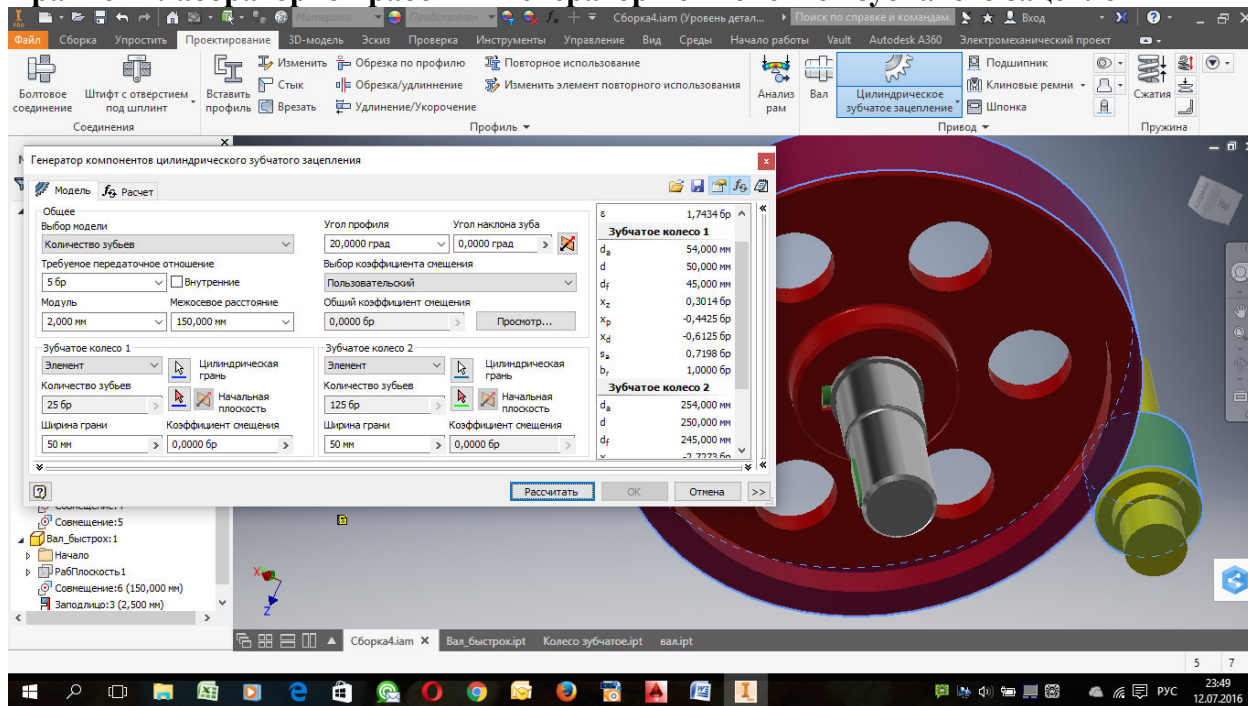 Сборка4.iam (Уровень детал...
Поиск по справке и командам.
Вход
Файл Сборка Упростить Проектирование 3D-модель Эскиз Проверка Инструменты Управление Вид Среды Начало работы Vault Autodesk A360 Электромеханический проект
Болтовое соединение
Штифт с отверстием под шплинт
Вставить профиль
Изменить
Обрезка по профилю
Повторное использование
Стык
Обрезка/удлиннение
Изменить элемент повторного использования
Врезать
Удлинение/Укорочение
Анализ рам
Вал
Цилиндрическое зубчатое зацепление
Подшипник
Клиновые ремни
Шпонка
Сжатия
Соединения
Профиль
Привод
Пружина
Генератор компонентов цилиндрического зубчатого зацепления
Модель
Расчет
Общее
Выбор модели
Количество зубьев
Угол профиля
Угол наклона зуба
20,0000 град
0,0000 град
Требуемое передаточное отношение
5 бр
Внутренние
Выбор коэффициента смещения
Пользовательский
Модуль
Межосевое расстояние
2,000 мм
150,000 мм
Общий коэффициент смещения
0,0000 бр
Просмотр...
Зубчатое колесо 1
Элемент
Цилиндрическая
грань
Количество зубьев
25 бр
Начальная
плоскость
Ширина грани
Коэффициент смещения
50 мм
0,0000 бр
Зубчатое колесо 2
Элемент
Цилиндрическая
грань
Количество зубьев
125 бр
Начальная
плоскость
Ширина грани
Коэффициент смещения
50 мм
0,0000 бр
ε 1,7434 бр
Зубчатое колесо 1
da 54,000 мм
d 50,000 мм
df 45,000 мм
xz 0,3014 бр
xp -0,4425 бр
xd -0,6125 бр
sa 0,7198 бр
br 1,0000 бр
Зубчатое колесо 2
da 254,000 мм
d 250,000 мм
df 245,000 мм
Рассчитать
ОК
Отмена
>>
Совмещение:5
Вал_быстрох:1
Начало
РабПлоскость1
Совмещение:6 (150,000 мм)
Заподлицо:3 (2,500 мм)
X
Z
Сборка4.iam
Вал_быстрох.ipt
Колесо зубчатое.ipt
вал.ipt
5 7
РУС
23:49
12.07.2016